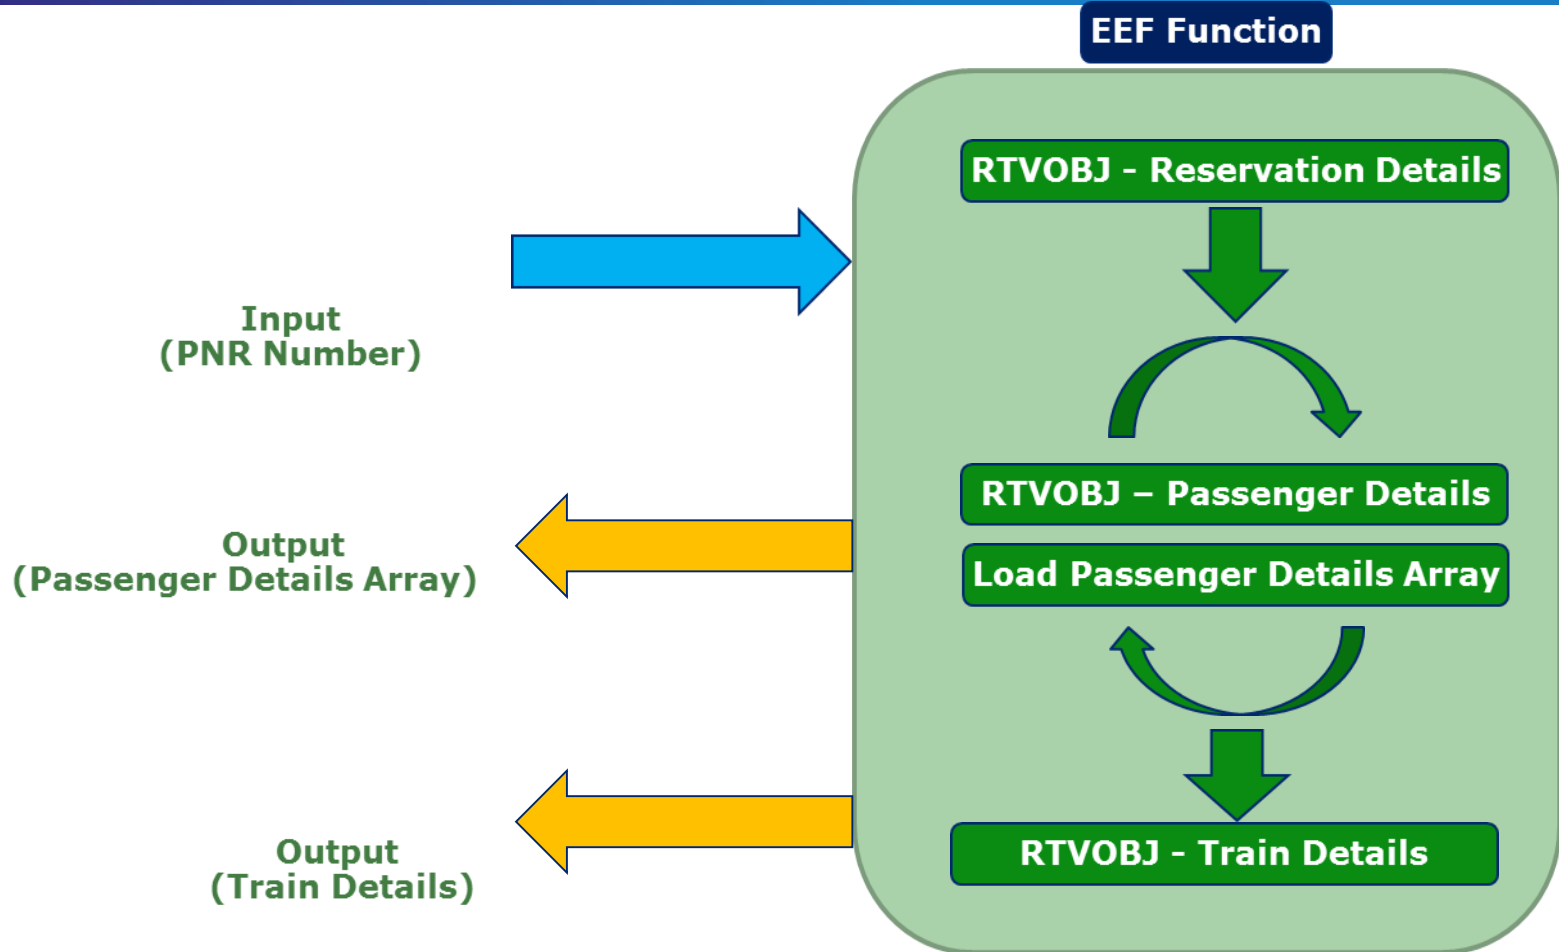 EEF Function
RTVOBJ - Reservation Details
Input
(PNR Number)
RTVOBJ – Passenger Details
Load Passenger Details Array
Output
(Passenger Details Array)
RTVOBJ - Train Details
Output
(Train Details)